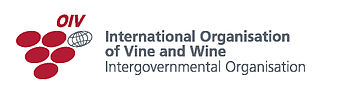 OIV
International Organisation
of Vine and Wine
Intergovernmental Organisation